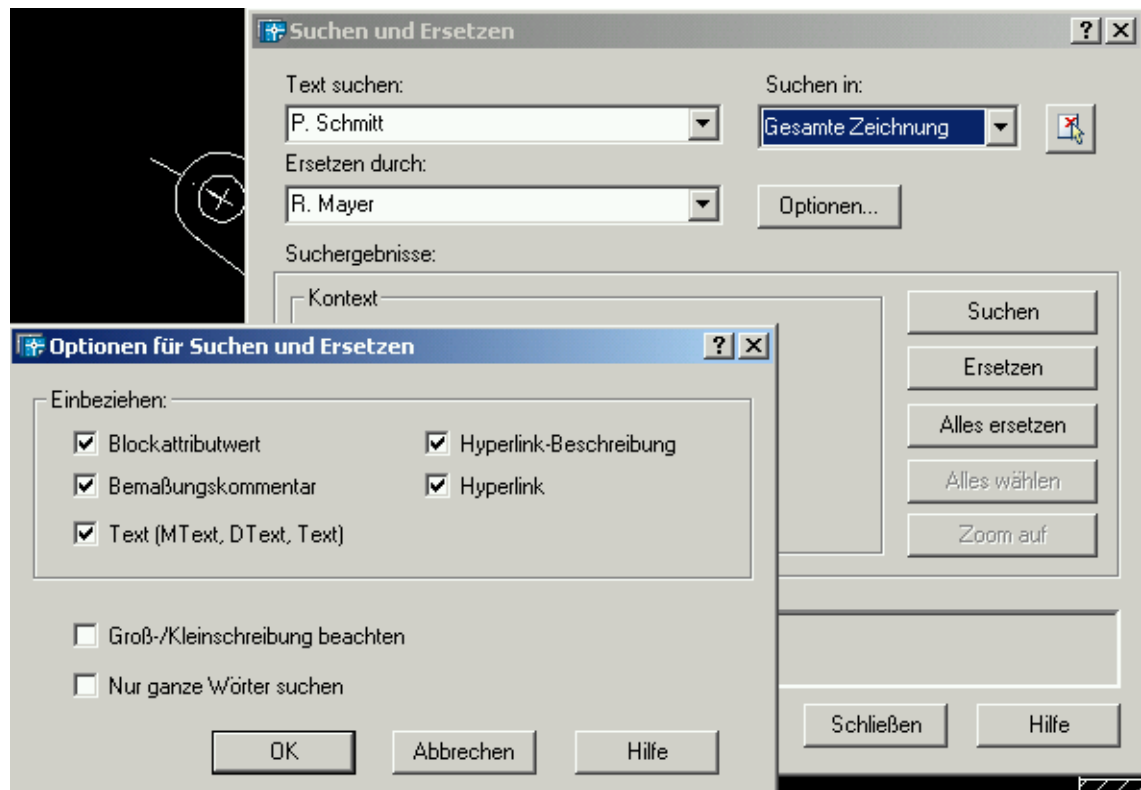 Suchen und Ersetzen
Text suchen:
Suchen in:
P. Schmitt
Gesamte Zeichnung
Ersetzen durch:
R. Mayer
Optionen...
Suchergebnisse:
Kontext
Suchen
Ersetzen
Alles ersetzen
Alles wählen
Zoom auf
Schließen
Hilfe
Optionen für Suchen und Ersetzen
Einbeziehen:
Blockattributwert
Hyperlink-Beschreibung
Bemaßungskommentar
Hyperlink
Text (MText, DText, Text)
Groß-/Kleinschreibung beachten
Nur ganze Wörter suchen
OK
Abbrechen
Hilfe